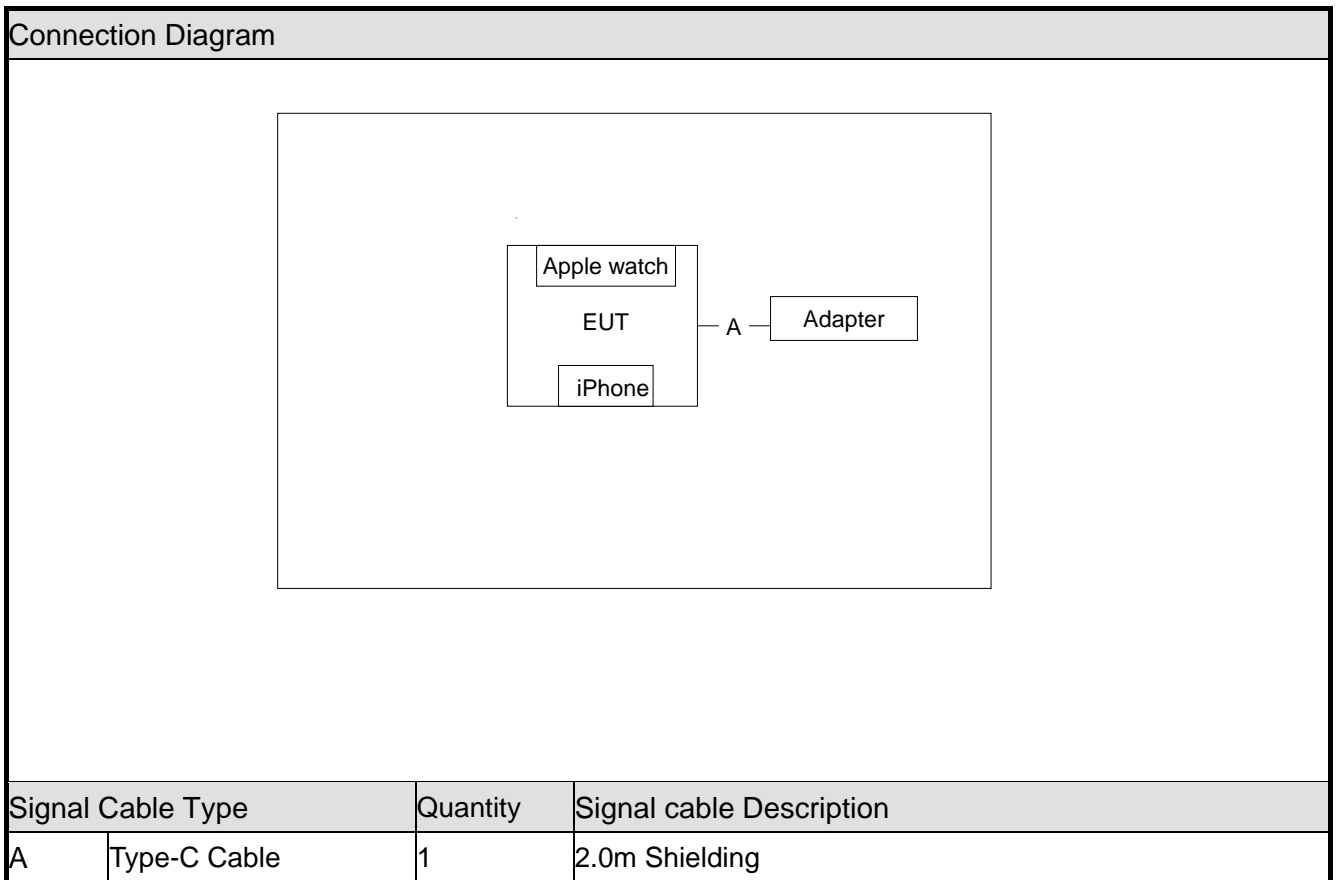 Connection Diagram
Apple watch
EUT
A
Adapter
iPhone
Signal Cable Type Quantity Signal cable Description
A Type-C Cable 1 2.0m Shielding